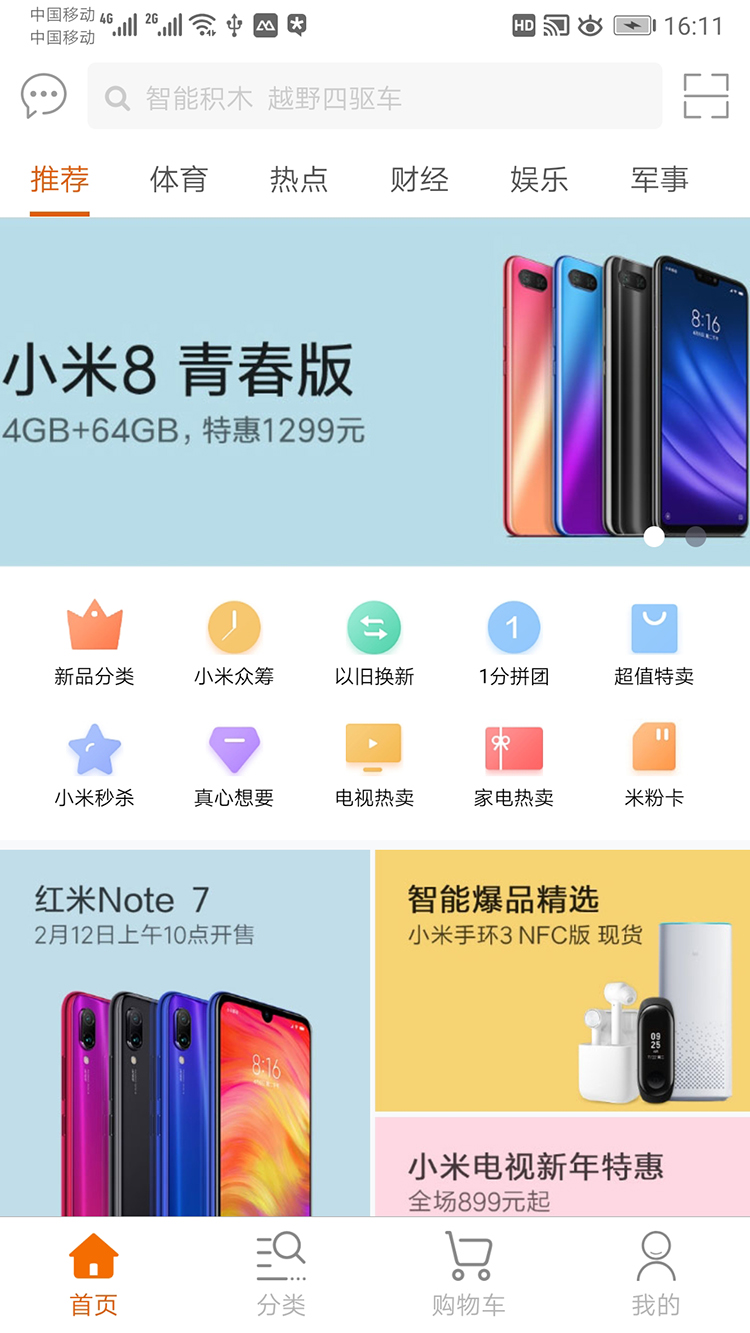 中国移动 4G 2G HD 16:11
中国移动
智能积木 越野四驱车
推荐 体育 热点 财经 娱乐 军事
小米8 青春版
4GB+64GB，特惠1299元
8:16
1
新品分类 小米众筹 以旧换新 1分拼团 超值特卖
小米秒杀 真心想要 电视热卖 家电热卖 米粉卡
红米Note 7
2月12日上午10点开售
8:16
智能爆品精选
小米手环3 NFC版 现货
09
25
小米电视新年特惠
全场899元起
首页 分类 购物车 我的